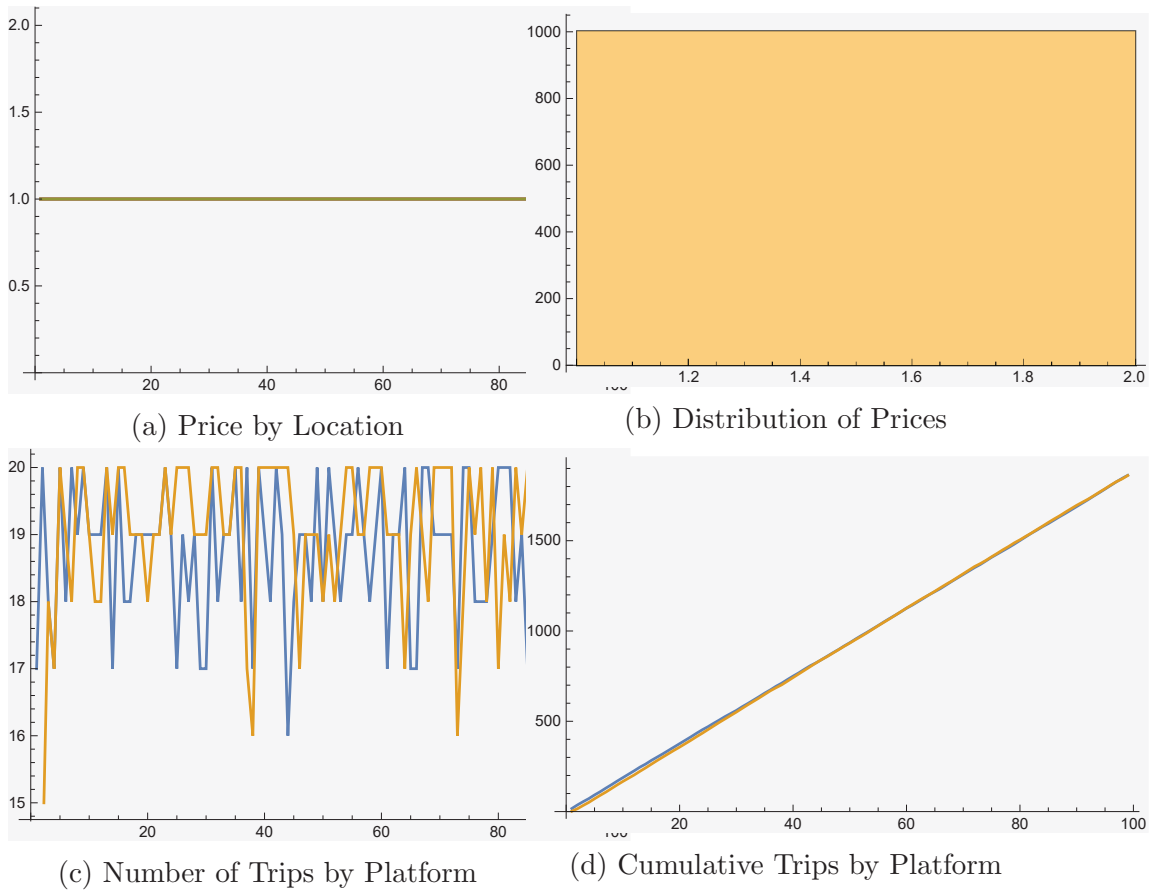 2.0
1.5
1.0
0.5
20 40 60 80
(a) Price by Location
1000
800
600
400
200
0
1.2 1.4 1.6 1.8 2.0
(b) Distribution of Prices
20
19
18
17
16
15
20 40 60 80
(c) Number of Trips by Platform
1500
1000
500
20 40 60 80 100
(d) Cumulative Trips by Platform